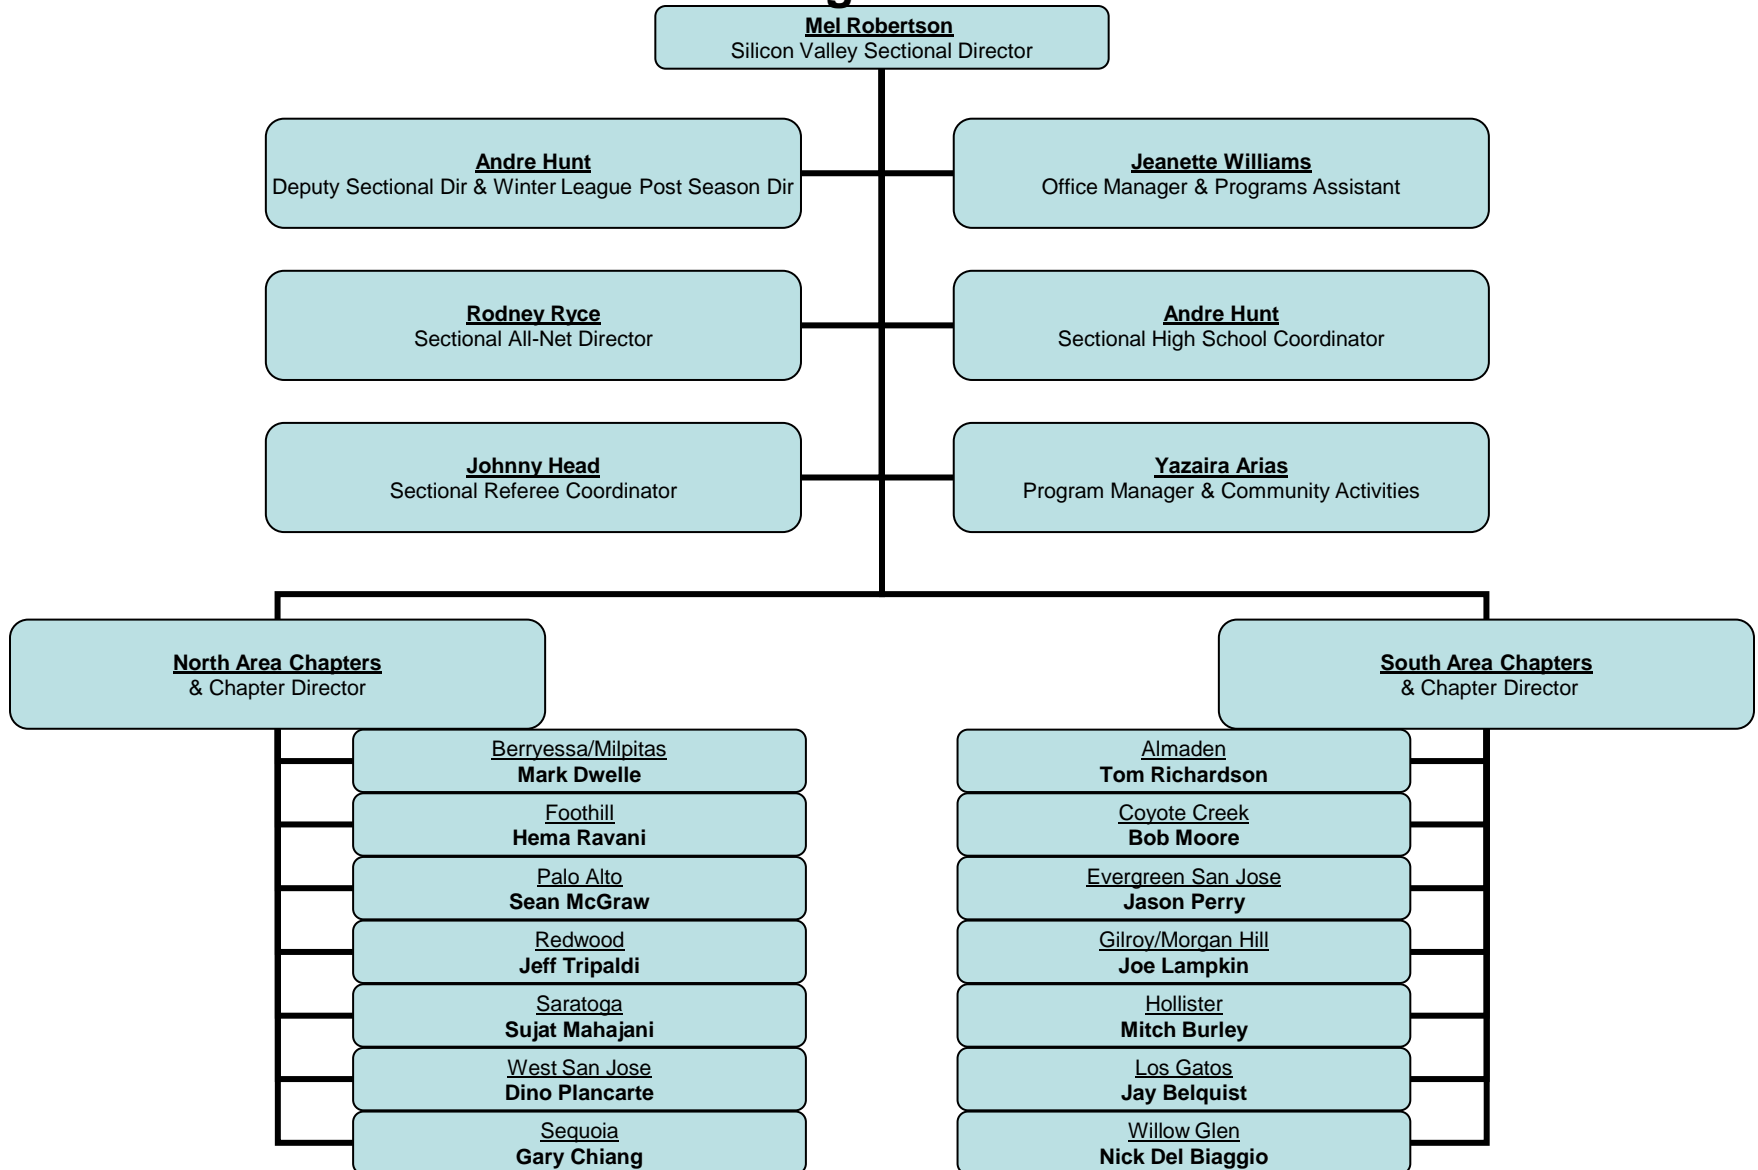 Mel Robertson
Silicon Valley Sectional Director
Andre Hunt
Deputy Sectional Dir & Winter League Post Season Dir
Jeanette Williams
Office Manager & Programs Assistant
Rodney Ryce
Sectional All-Net Director
Andre Hunt
Sectional High School Coordinator
Johnny Head
Sectional Referee Coordinator
Yazaira Arias
Program Manager & Community Activities
North Area Chapters
& Chapter Director
South Area Chapters
& Chapter Director
Berryessa/Milpitas
Mark Dwelle
Foothill
Hema Ravani
Palo Alto
Sean McGraw
Redwood
Jeff Tripaldi
Saratoga
Sujat Mahajani
West San Jose
Dino Plancarte
Sequoia
Gary Chiang
Almaden
Tom Richardson
Coyote Creek
Bob Moore
Evergreen San Jose
Jason Perry
Gilroy/Morgan Hill
Joe Lampkin
Hollister
Mitch Burley
Los Gatos
Jay Belquist
Willow Glen
Nick Del Biaggio